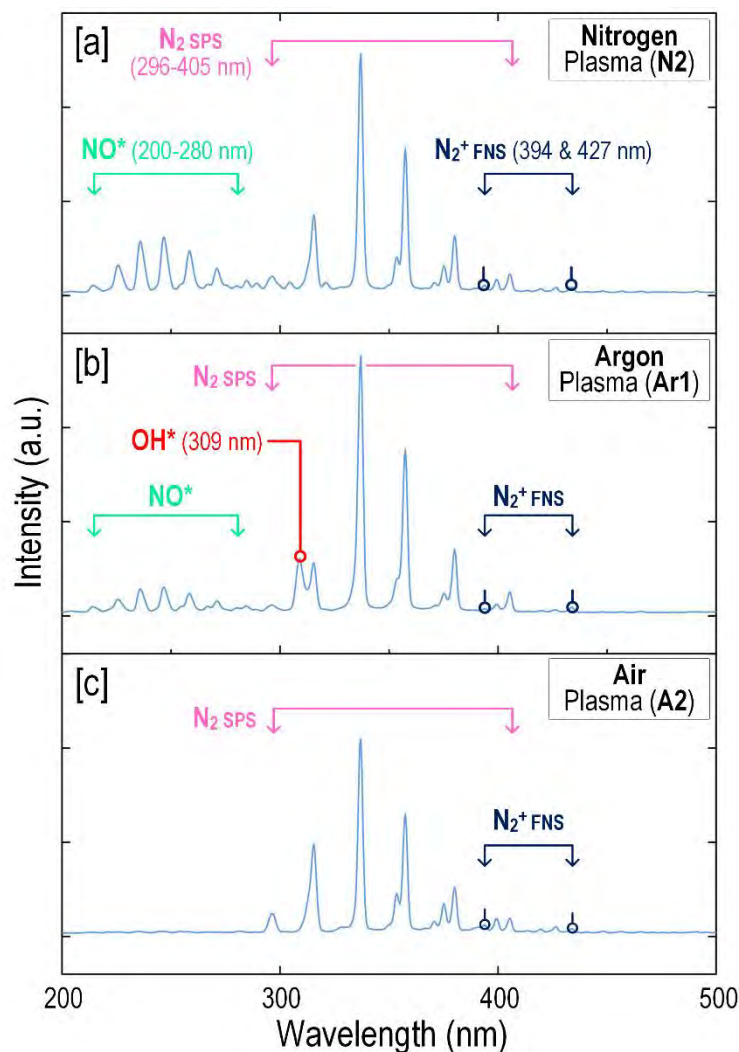 [a]
N2 SPS
(296-405 nm)
Nitrogen
Plasma (N2)
NO* (200-280 nm)
N2+ FNS (394 & 427 nm)
[b]
N2 SPS
Argon
Plasma (Ar1)
OH* (309 nm)
NO*
N2+ FNS
[c]
N2 SPS
Air
Plasma (A2)
N2+ FNS
Intensity (a.u.)
200 300 400 500
Wavelength (nm)